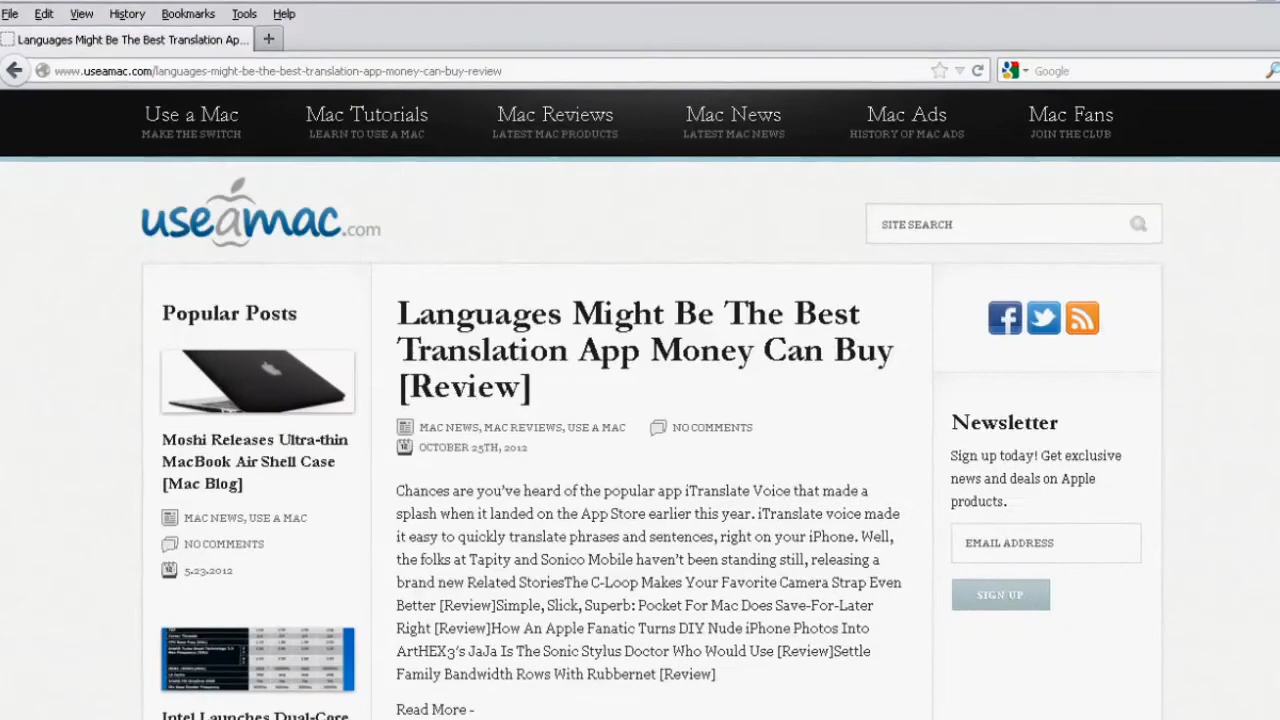 File Edit View History Bookmarks Tools Help
Languages Might Be The Best Translation Ap...
www.useamac.com/languages-might-be-the-best-translation-app-money-can-buy-review
Google
Use a Mac
MAKE THE SWITCH
Mac Tutorials
LEARN TO USE A MAC
Mac Reviews
LATEST MAC PRODUCTS
Mac News
LATEST MAC NEWS
Mac Ads
HISTORY OF MAC ADS
Mac Fans
JOIN THE CLUB
useamac.com
SITE SEARCH
Popular Posts
Moshi Releases Ultra-thin
MacBook Air Shell Case
[Mac Blog]
MAC NEWS, USE A MAC
NO COMMENTS
5.23.2012
Intel Launches Dual-Core
Languages Might Be The Best
Translation App Money Can Buy
[Review]
MAC NEWS, MAC REVIEWS, USE A MAC
NO COMMENTS
OCTOBER 25TH, 2012
Chances are you've heard of the popular app iTranslate Voice that made a
splash when it landed on the App Store earlier this year. iTranslate voice made
it easy to quickly translate phrases and sentences, right on your iPhone. Well,
the folks at Tapity and Sonico Mobile haven't been standing still, releasing a
brand new Related StoriesThe C-Loop Makes Your Favorite Camera Strap Even
Better [Review]Simple, Slick, Superb: Pocket For Mac Does Save-For-Later
Right [Review]How An Apple Fanatic Turns DIY Nude iPhone Photos Into
ArtHEX3's JaJa Is The Sonic Stylus Doctor Who Would Use [Review]Settle
Family Bandwidth Rows With Rubbernet [Review]
Read More -
Newsletter
Sign up today! Get exclusive
news and deals on Apple
products.
EMAIL ADDRESS
SIGN UP